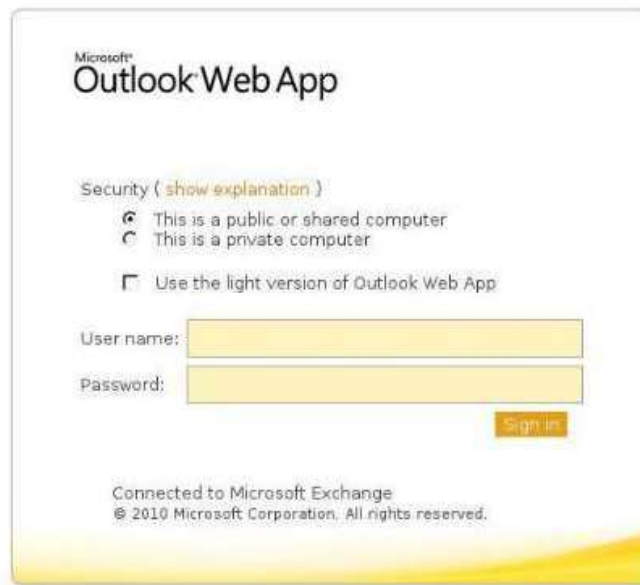 Microsoft®
Outlook Web App
Security ( show explanation )
This is a public or shared computer
This is a private computer
Use the light version of Outlook Web App
User name:
Password:
Sign in
Connected to Microsoft Exchange
© 2010 Microsoft Corporation. All rights reserved.